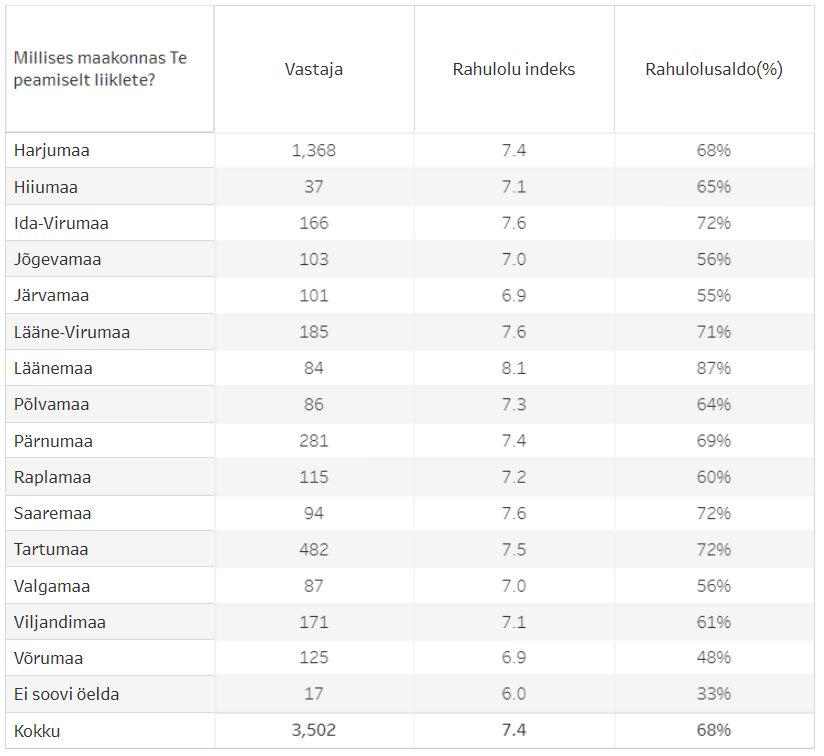 Millises maakonnas Te
peamiselt liiklete?
Vastaja Rahulolu indeks Rahulolusaldo(%)
Harjumaa 1,368 7.4 68%
Hiiumaa 37 7.1 65%
Ida-Virumaa 166 7.6 72%
Jõgevamaa 103 7.0 56%
Järvamaa 101 6.9 55%
Lääne-Virumaa 185 7.6 71%
Läänemaa 84 8.1 87%
Põlvamaa 86 7.3 64%
Pärnumaa 281 7.4 69%
Raplamaa 115 7.2 60%
Saaremaa 94 7.6 72%
Tartumaa 482 7.5 72%
Valgamaa 87 7.0 56%
Viljandimaa 171 7.1 61%
Võrumaa 125 6.9 48%
Ei soovi öelda 17 6.0 33%
Kokku 3,502 7.4 68%